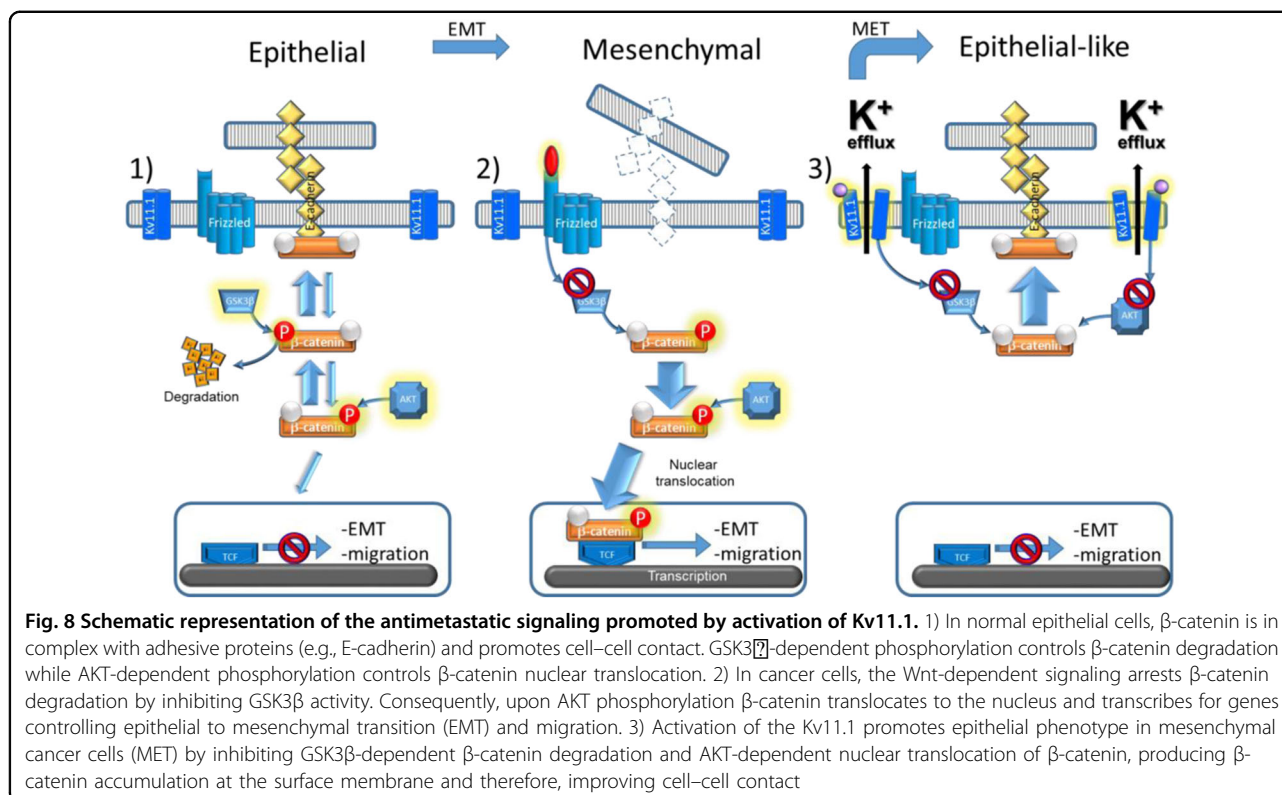 EMT
MET
Epithelial
Mesenchymal
Epithelial-like
K+
efflux
K+
efflux
1)
Kv11.1
Frizzled
E-cadherin
Kv11.1
GSK3β
P
β-catenin
Degradation
P
β-catenin
AKT
TCF
-EMT
-migration
2)
Frizzled
Kv11.1
GSK3β
P
β-catenin
P
β-catenin
AKT
Nuclear
translocation
P
β-catenin
TCF
-EMT
-migration
Transcription
3)
Kv11.1
Frizzled
E-cadherin
Kv11.1
GSK3β
AKT
β-catenin
TCF
-EMT
-migration
Fig. 8 Schematic representation of the antimetastatic signaling promoted by activation of Kv11.1. 1) In normal epithelial cells, β-catenin is in
complex with adhesive proteins (e.g., E-cadherin) and promotes cell–cell contact. GSK3�-dependent phosphorylation controls β-catenin degradation
while AKT-dependent phosphorylation controls β-catenin nuclear translocation. 2) In cancer cells, the Wnt-dependent signaling arrests β-catenin
degradation by inhibiting GSK3β activity. Consequently, upon AKT phosphorylation β-catenin translocates to the nucleus and transcribes for genes
controlling epithelial to mesenchymal transition (EMT) and migration. 3) Activation of the Kv11.1 promotes epithelial phenotype in mesenchymal
cancer cells (MET) by inhibiting GSK3β-dependent β-catenin degradation and AKT-dependent nuclear translocation of β-catenin, producing β-
catenin accumulation at the surface membrane and therefore, improving cell–cell contact